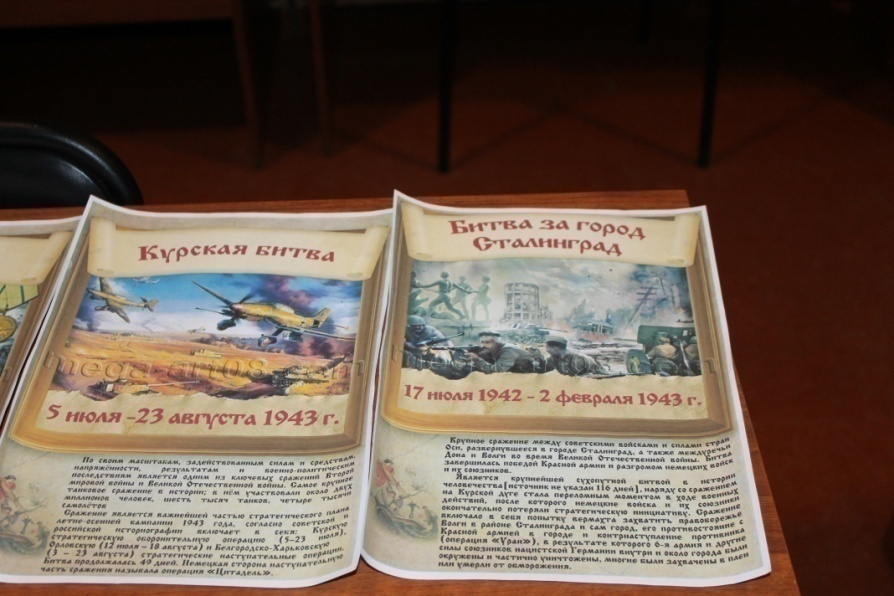 Курская битва
mega-art08.com
5 июля -23 августа 1943 г.
По своим масштабам, задействованным силам и средствам,
напряжённости, результатам и военно-политическим
последствиям является одним из ключевых сражений Второй
мировой войны и Великой Отечественной войны. Самое крупное
танковое сражение в истории; в нём участвовали около двух
миллионов человек, шесть тысяч танков, четыре тысячи
самолётов
Сражение является важнейшей частью стратегического плана
летне-осенней кампании 1943 года, согласно советской и
российской историографии включает в себя: Курскую
стратегическую оборонительную операцию (5-23 июля),
Орловскую (12 июля - 18 августа) и Белгородско-Харьковскую
(3 - 23 августа) стратегические наступательные операции.
Битва продолжалась 49 дней. Немецкая сторона наступательную
часть сражения называла операция «Цитадель».
Битва за город
Сталинград
17 июля 1942 - 2 февраля 1943 г.
Крупное сражение между советскими войсками и силами стран
Оси, развернувшееся в городе Сталинград, а также междуречьи
Дона и Волги во время Великой Отечественной войны. Битва
завершилась победой Красной армии и разгромом немецких войск
и их союзников.
Является крупнейшей сухопутной битвой в истории
человечества[источник не указан 116 дней], наряду со сражением
на Курской дуге стала переломным моментом в ходе военных
действий, после которого немецкие войска и их союзники
окончательно потеряли стратегическую инициативу. Сражение
включало в себя попытку вермахта захватить правобережье
Волги в районе Сталинграда и сам город, его противостояние с
Красной армией в городе и контрнаступление противника
(операция «Уран»), в результате которого 6-я армия и другие
силы союзников нацистской Германии внутри и около города были
окружены и частично уничтожены, многие были захвачены в плен
или умерли от обморожения.